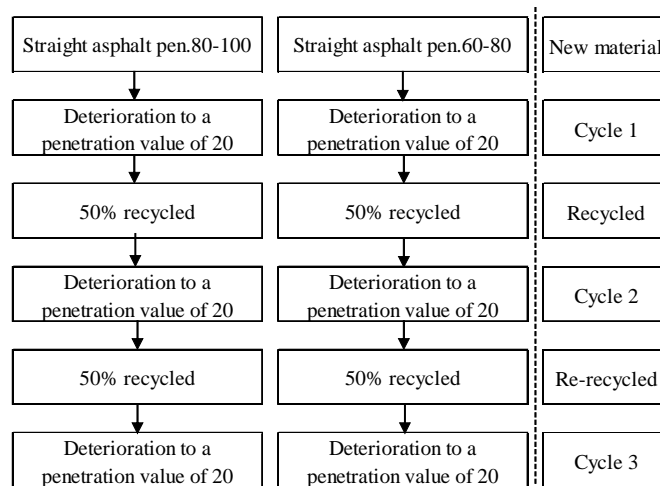 Straight asphalt pen.80-100
Straight asphalt pen.60-80
New material
Deterioration to a
penetration value of 20
Deterioration to a
penetration value of 20
Cycle 1
50% recycled
50% recycled
Recycled
Deterioration to a
penetration value of 20
Deterioration to a
penetration value of 20
Cycle 2
50% recycled
50% recycled
Re-recycled
Deterioration to a
penetration value of 20
Deterioration to a
penetration value of 20
Cycle 3